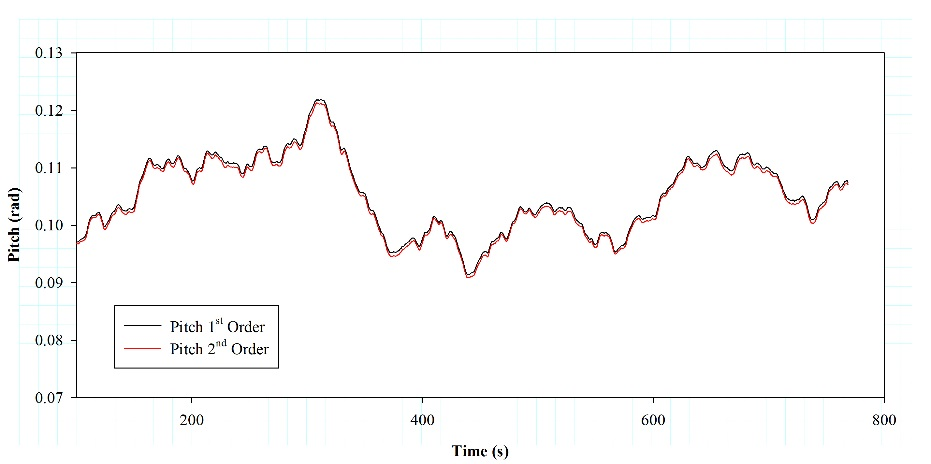 0.13
0.12
0.11
0.10
0.09
0.08
0.07
Pitch (rad)
Pitch 1st Order
Pitch 2nd Order
200 400 600 800
Time (s)